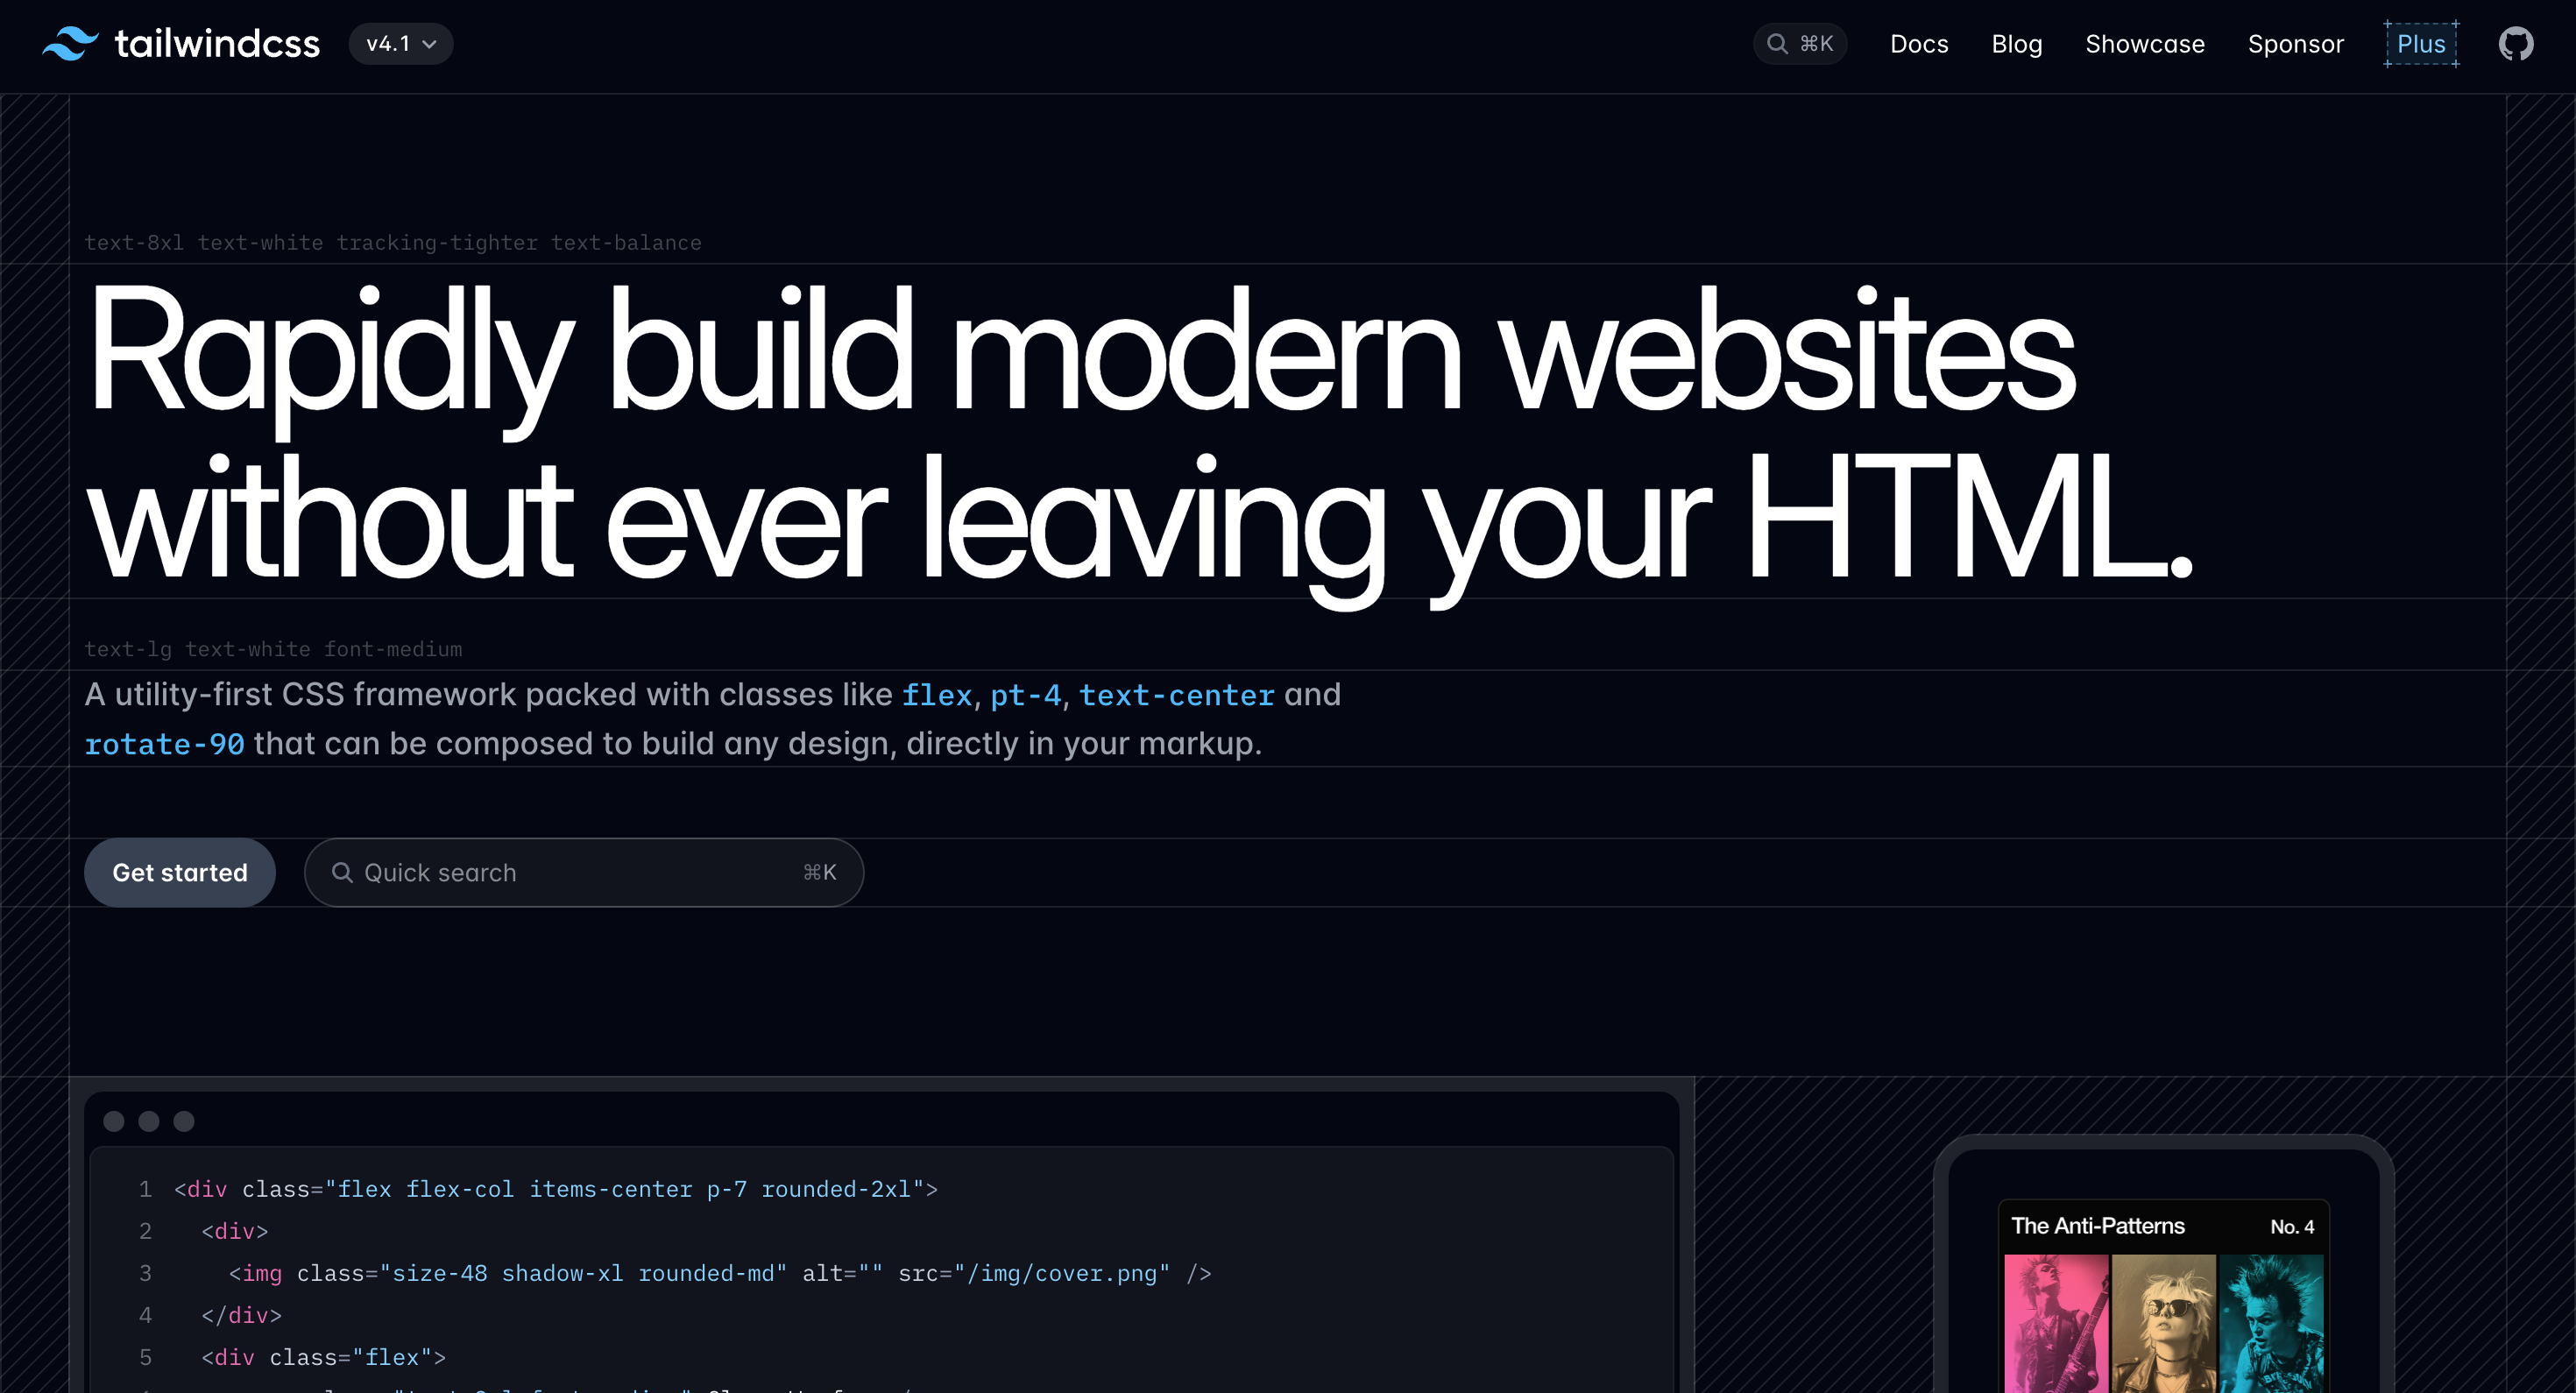 tailwindcss v4.1 ⌘K Docs Blog Showcase Sponsor Plus
text-8xl text-white tracking-tighter text-balance
Rapidly build modern websites
without ever leaving your HTML.
text-lg text-white font-medium
A utility-first CSS framework packed with classes like flex, pt-4, text-center and
rotate-90 that can be composed to build any design, directly in your markup.
Get started Quick search ⌘K
1 <div class="flex flex-col items-center p-7 rounded-2xl">
2 <div>
3 <img class="size-48 shadow-xl rounded-md" alt="" src="/img/cover.png" />
4 </div>
5 <div class="flex">
The Anti-Patterns No. 4